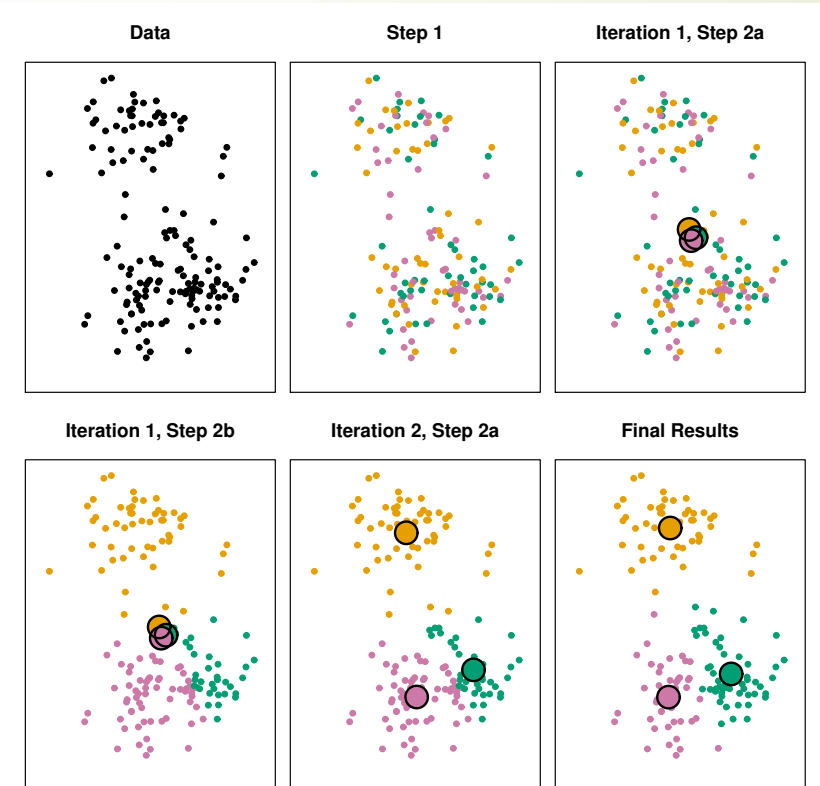 Data
Step 1
Iteration 1, Step 2a
Iteration 1, Step 2b
Iteration 2, Step 2a
Final Results